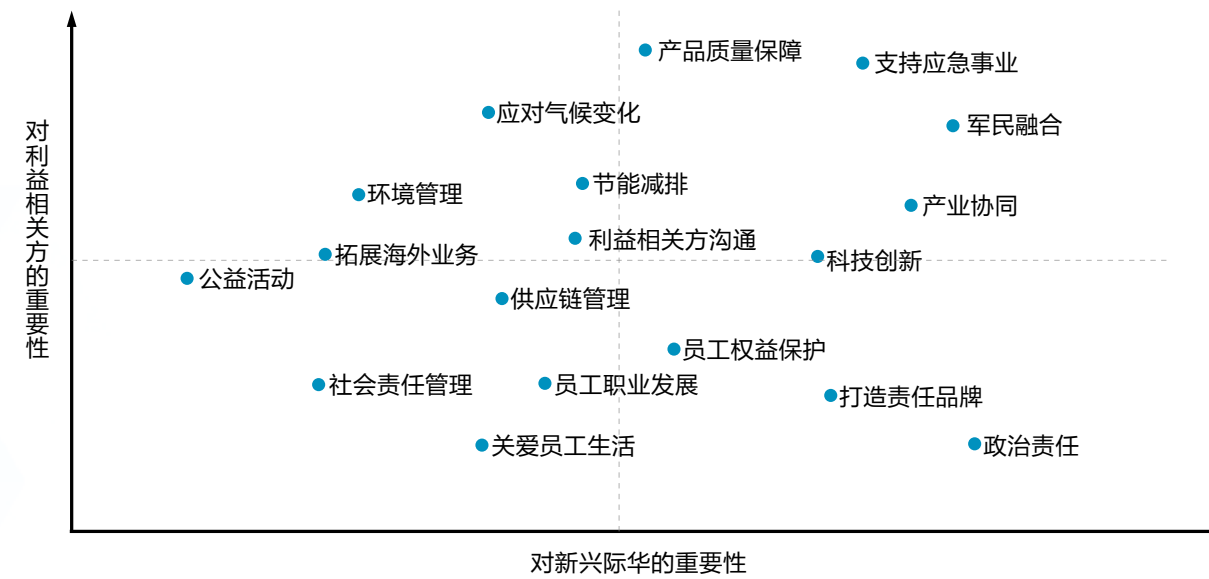 产品质量保障
支持应急事业
应对气候变化
军民融合
节能减排
环境管理
产业协同
利益相关方沟通
拓展海外业务
科技创新
公益活动
供应链管理
员工权益保护
社会责任管理
员工职业发展
打造责任品牌
关爱员工生活
政治责任
对利益相关方的重要性
对新兴际华的重要性